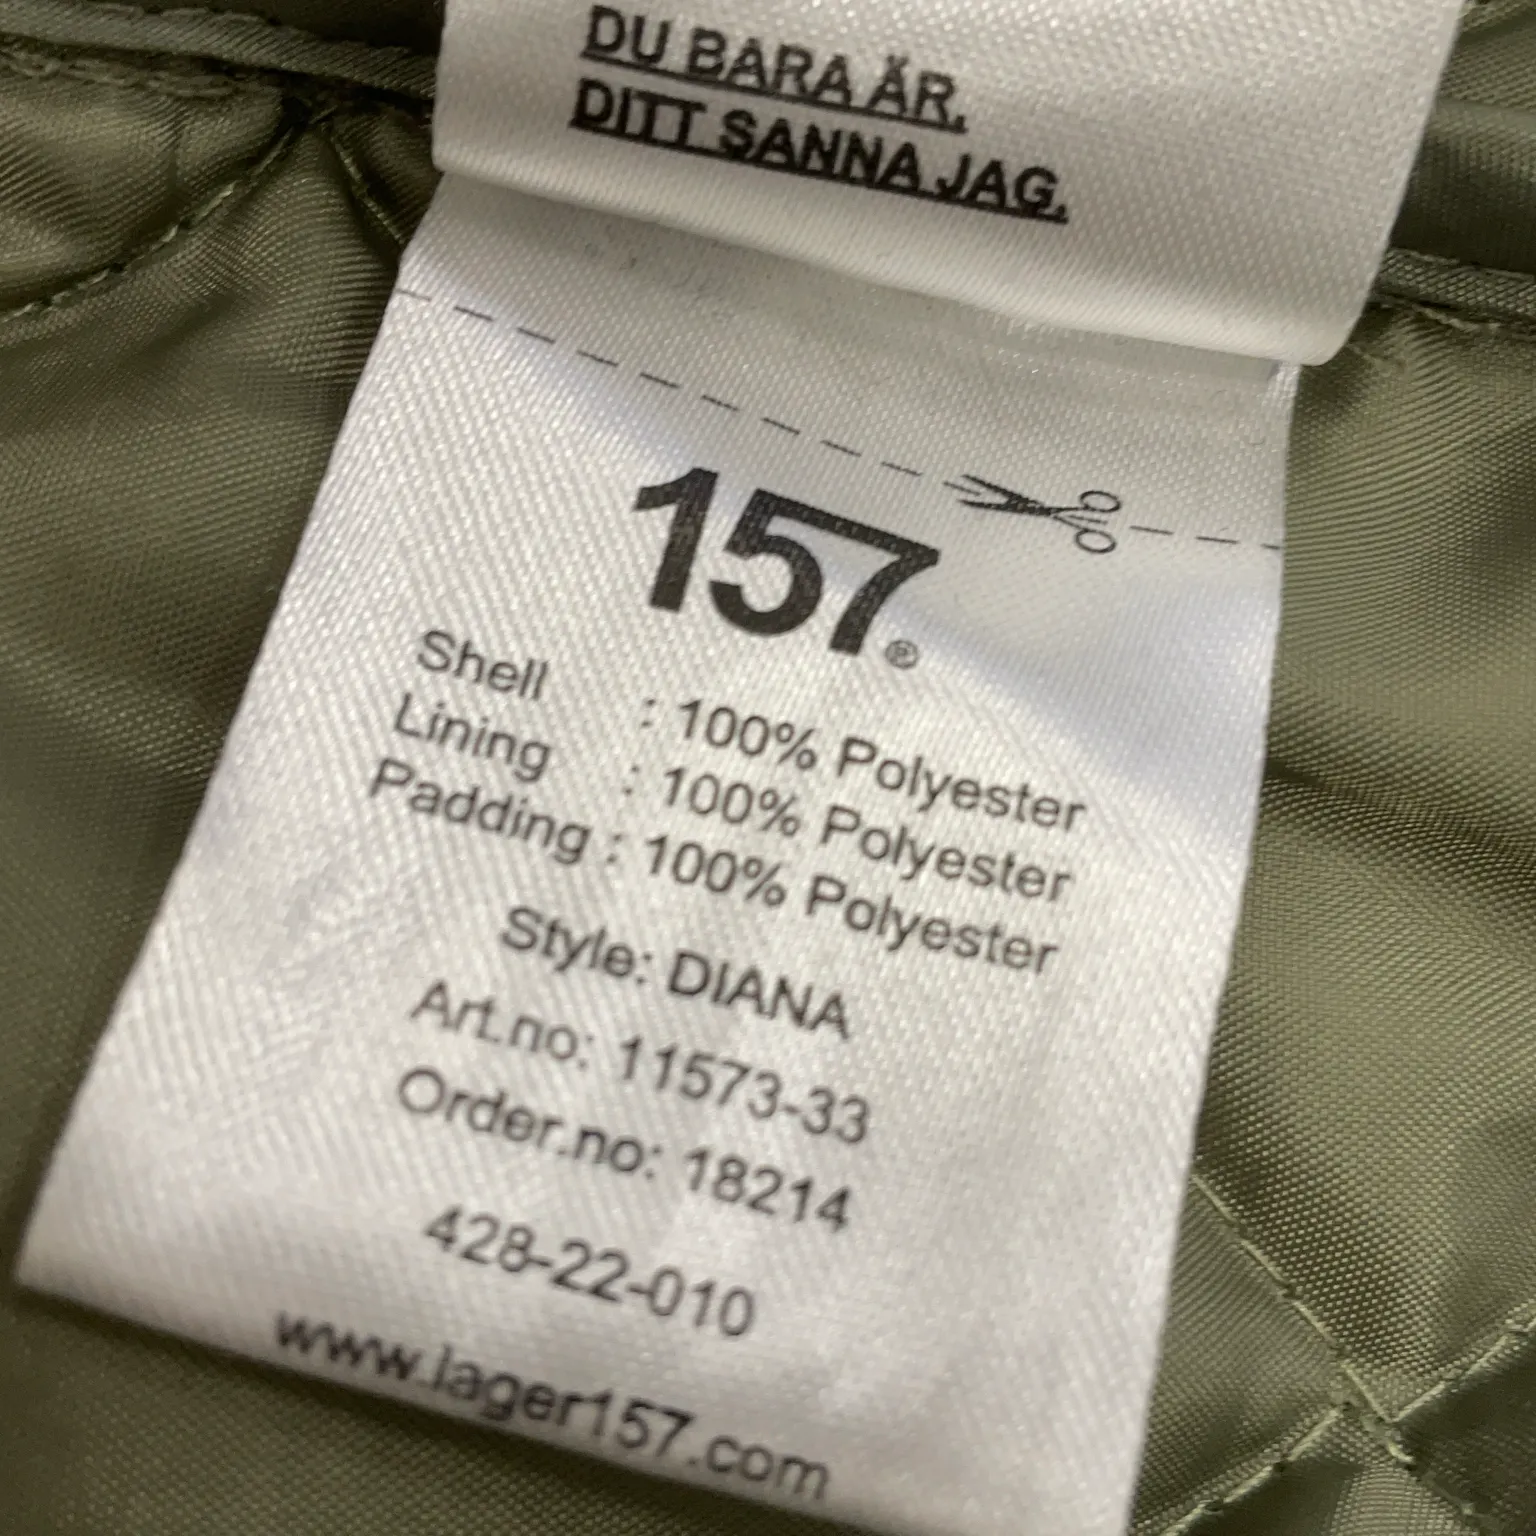 DU BARA ÄR.
DITT SANNA JAG.
157®
Shell : 100% Polyester
Lining : 100% Polyester
Padding : 100% Polyester
Style: DIANA
Art.no: 11573-33
Order.no: 18214
428-22-010
www.lager157.com